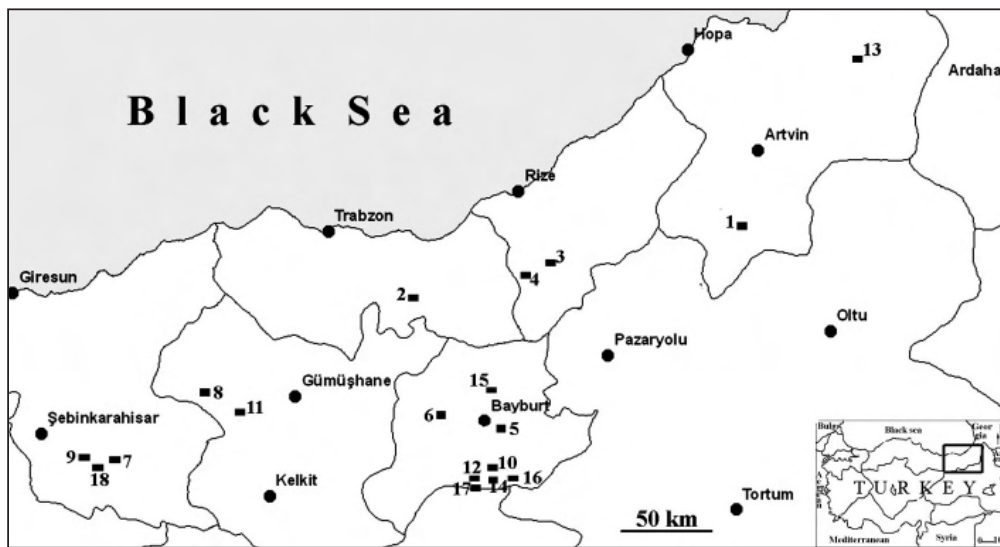 Hopa
13
Ardaha
Black Sea
Artvin
Rize
Trabzon
1
3
4
Giresun
2
Oltu
Pazaryolu
Gümüşhane
8
11
15
Bayburt
6
5
Şebinkarahisar
9
7
18
12
10
16
14
17
Kelkit
50 km
Tortum
Black sea
Geor
gia
TURKEY
Mediterranean
Syria